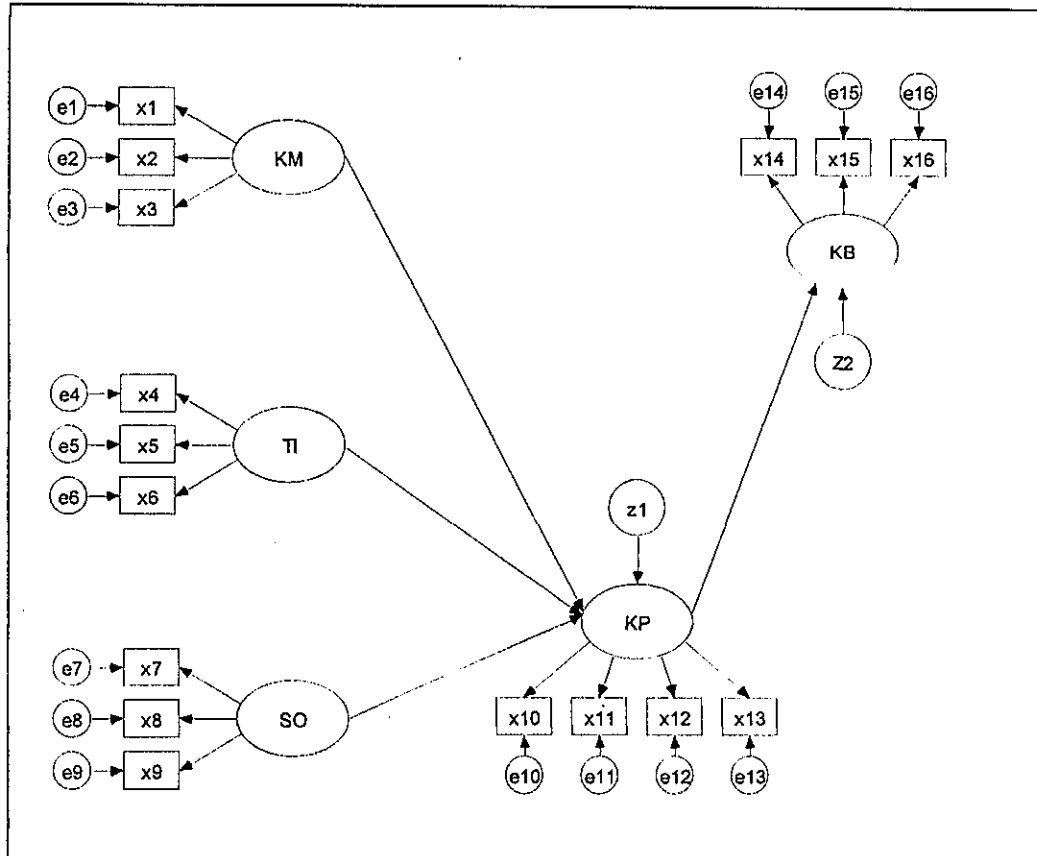 e1 x1
e2 x2
e3 x3
KM
e14 e15 e16
x14 x15 x16
KB
Z2
e4 x4
e5 x5
e6 x6
TI
z1
KP
e7 x7
e8 x8
e9 x9
SO
x10 x11 x12 x13
e10 e11 e12 e13